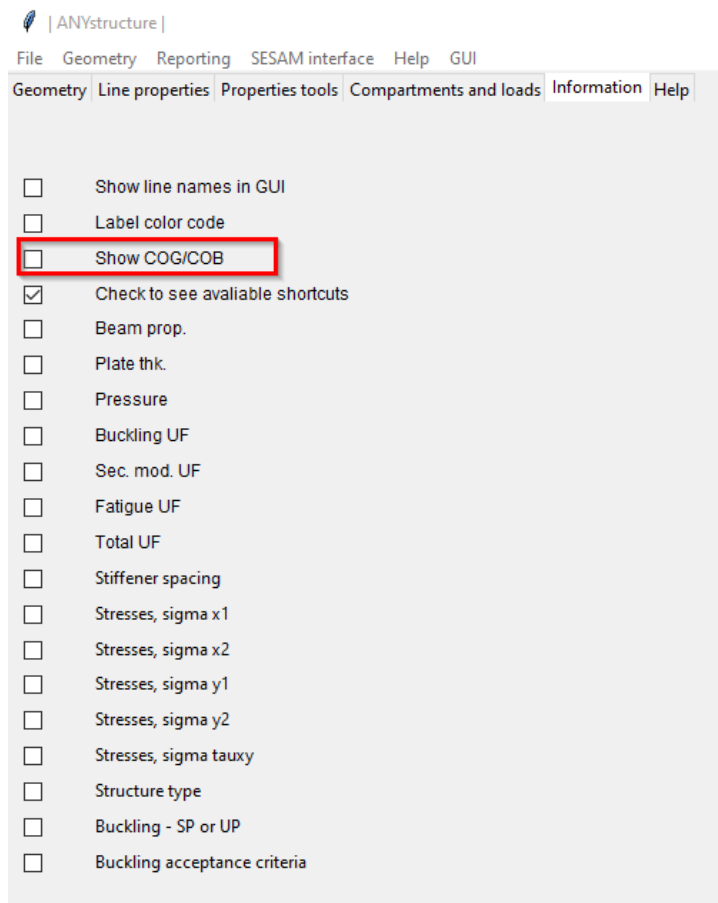 | ANYstructure |
File Geometry Reporting SESAM interface Help GUI
Geometry Line properties Properties tools Compartments and loads Information Help
Show line names in GUI
Label color code
Show COG/COB
Check to see avaliable shortcuts
Beam prop.
Plate thk.
Pressure
Buckling UF
Sec. mod. UF
Fatigue UF
Total UF
Stiffener spacing
Stresses, sigma x1
Stresses, sigma x2
Stresses, sigma y1
Stresses, sigma y2
Stresses, sigma tauxy
Structure type
Buckling - SP or UP
Buckling acceptance criteria